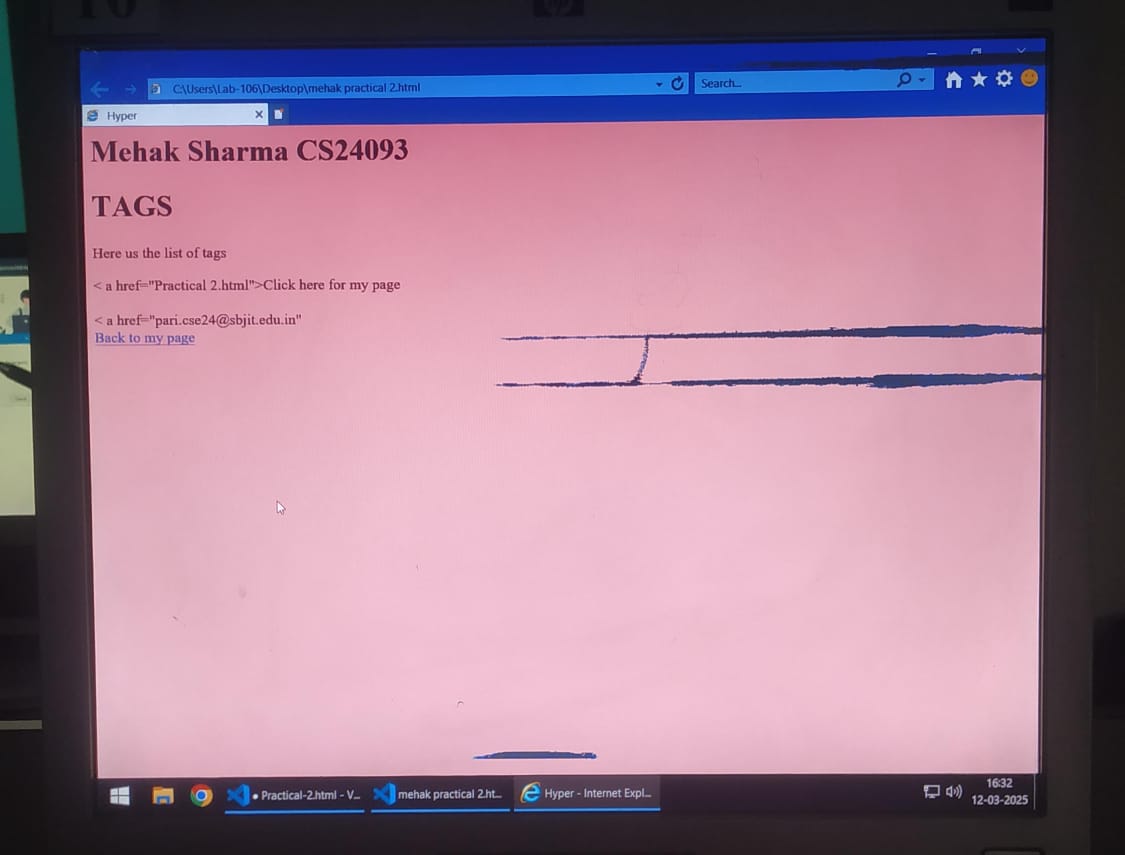 C:\Users\Lab-106\Desktop\mehak practical 2.html
Search...
Hyper
Mehak Sharma CS24093
TAGS
Here us the list of tags
< a href="Practical 2.html">Click here for my page
< a href="pari.cse24@sbjit.edu.in"
Back to my page
• Practical-2.html - V...
mehak practical 2.ht...
Hyper - Internet Expl...
16:32
12-03-2025